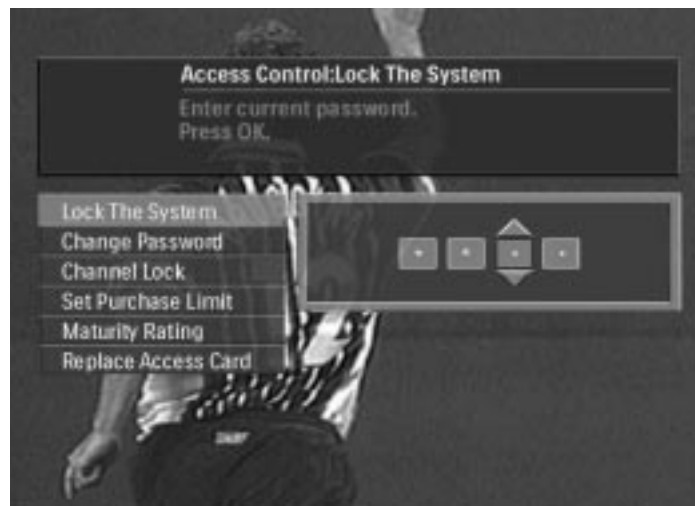 Access Control:Lock The System
Enter current password.
Press OK.
Lock The System
Change Password
Channel Lock
Set Purchase Limit
Maturity Rating
Replace Access Card